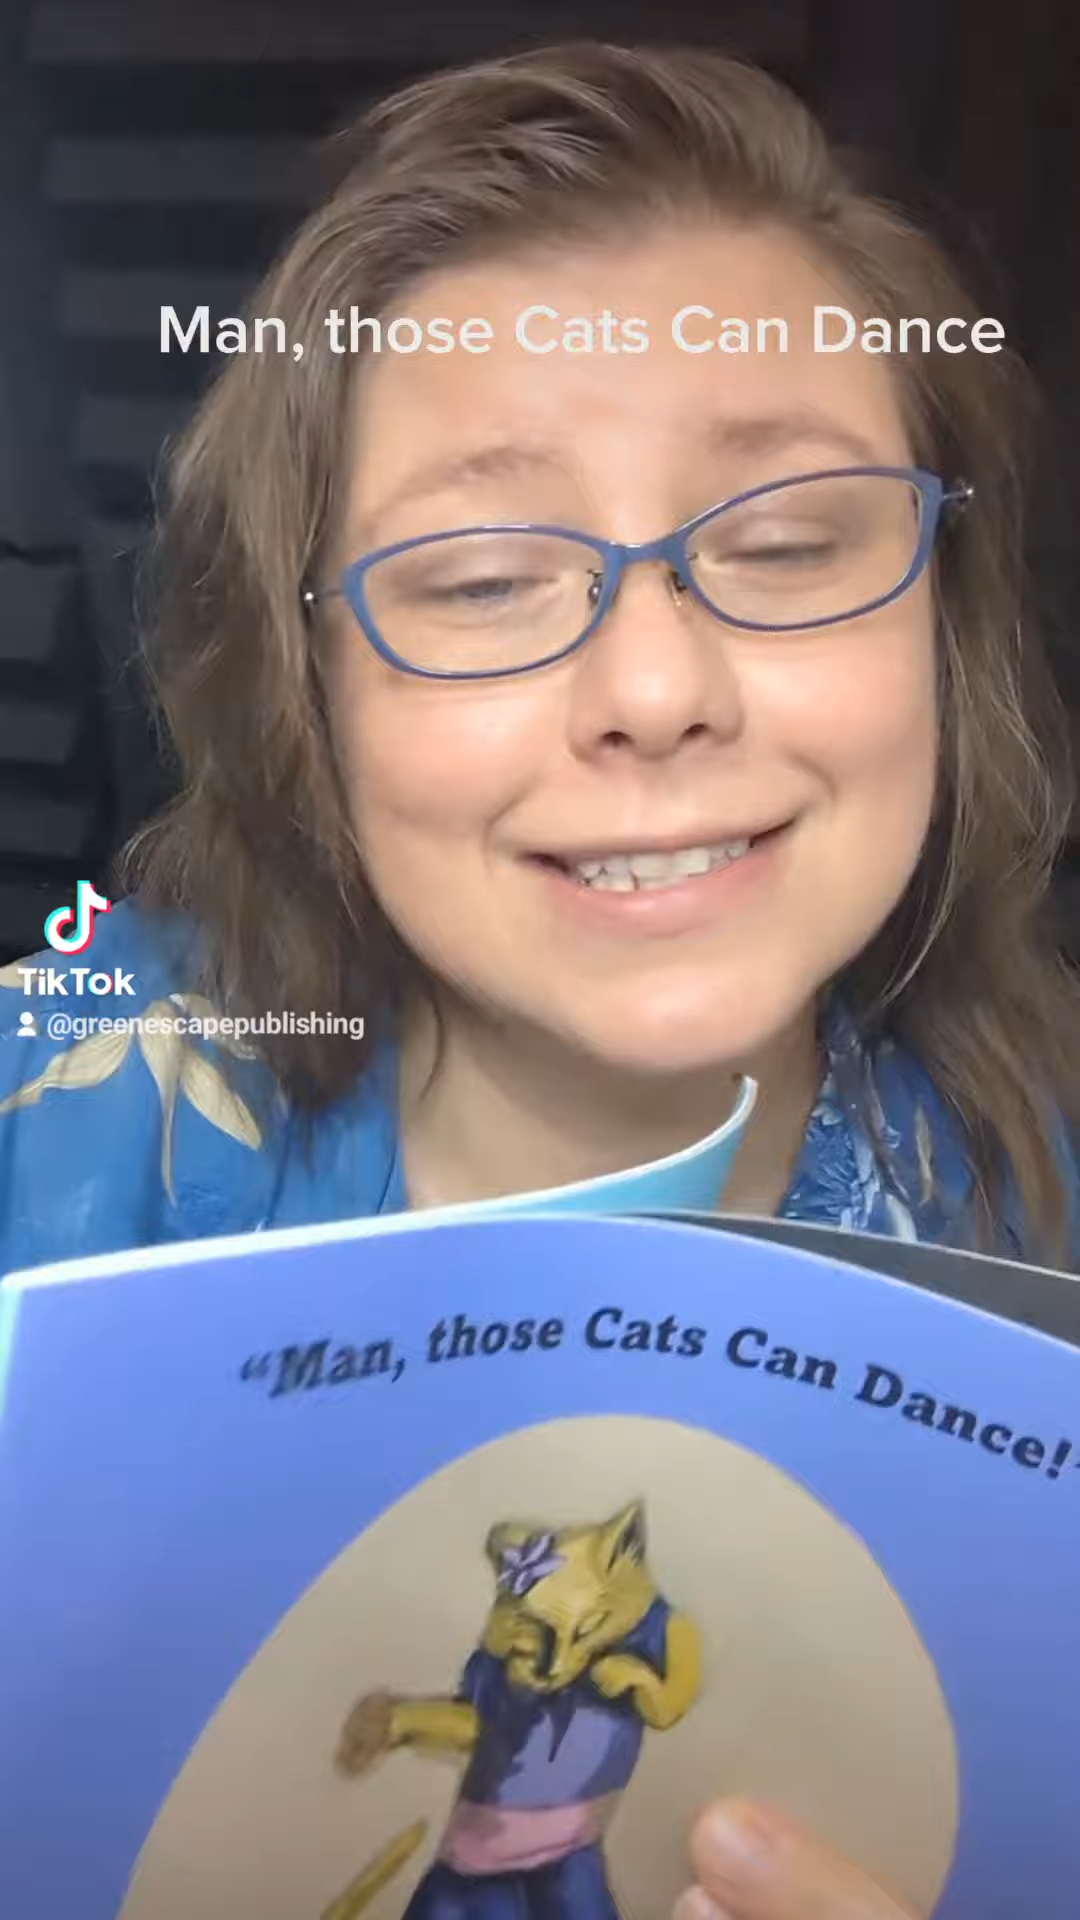 Man, those Cats Can Dance
TikTok
@greenescapepublishing
"Man, those Cats Can Dance!"